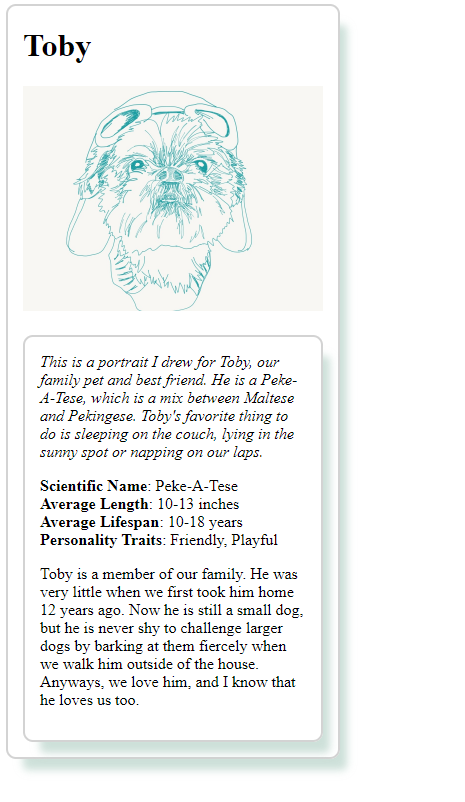 Toby
This is a portrait I drew for Toby, our
family pet and best friend. He is a Peke-
A-Tese, which is a mix between Maltese
and Pekingese. Toby's favorite thing to
do is sleeping on the couch, lying in the
sunny spot or napping on our laps.
Scientific Name: Peke-A-Tese
Average Length: 10-13 inches
Average Lifespan: 10-18 years
Personality Traits: Friendly, Playful
Toby is a member of our family. He was
very little when we first took him home
12 years ago. Now he is still a small dog,
but he is never shy to challenge larger
dogs by barking at them fiercely when
we walk him outside of the house.
Anyways, we love him, and I know that
he loves us too.